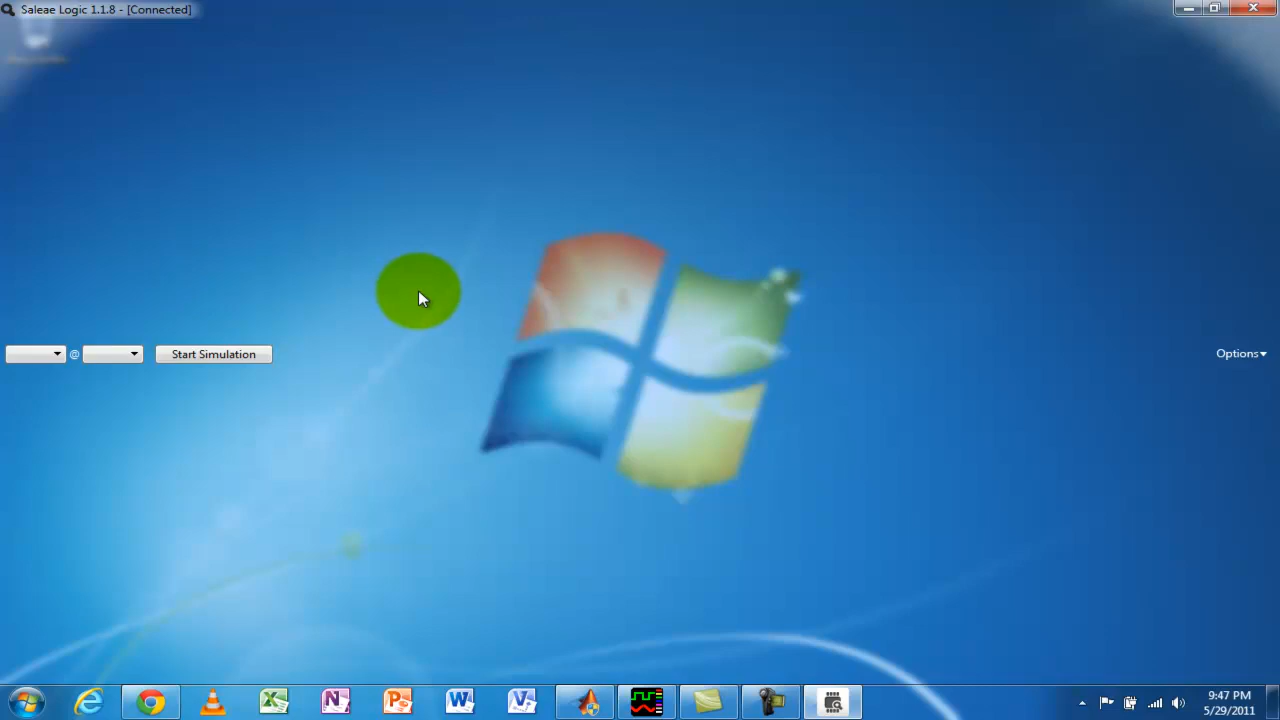 Saleae Logic 1.1.8 - [Connected]
@
Start Simulation
Options
9:47 PM
5/29/2011